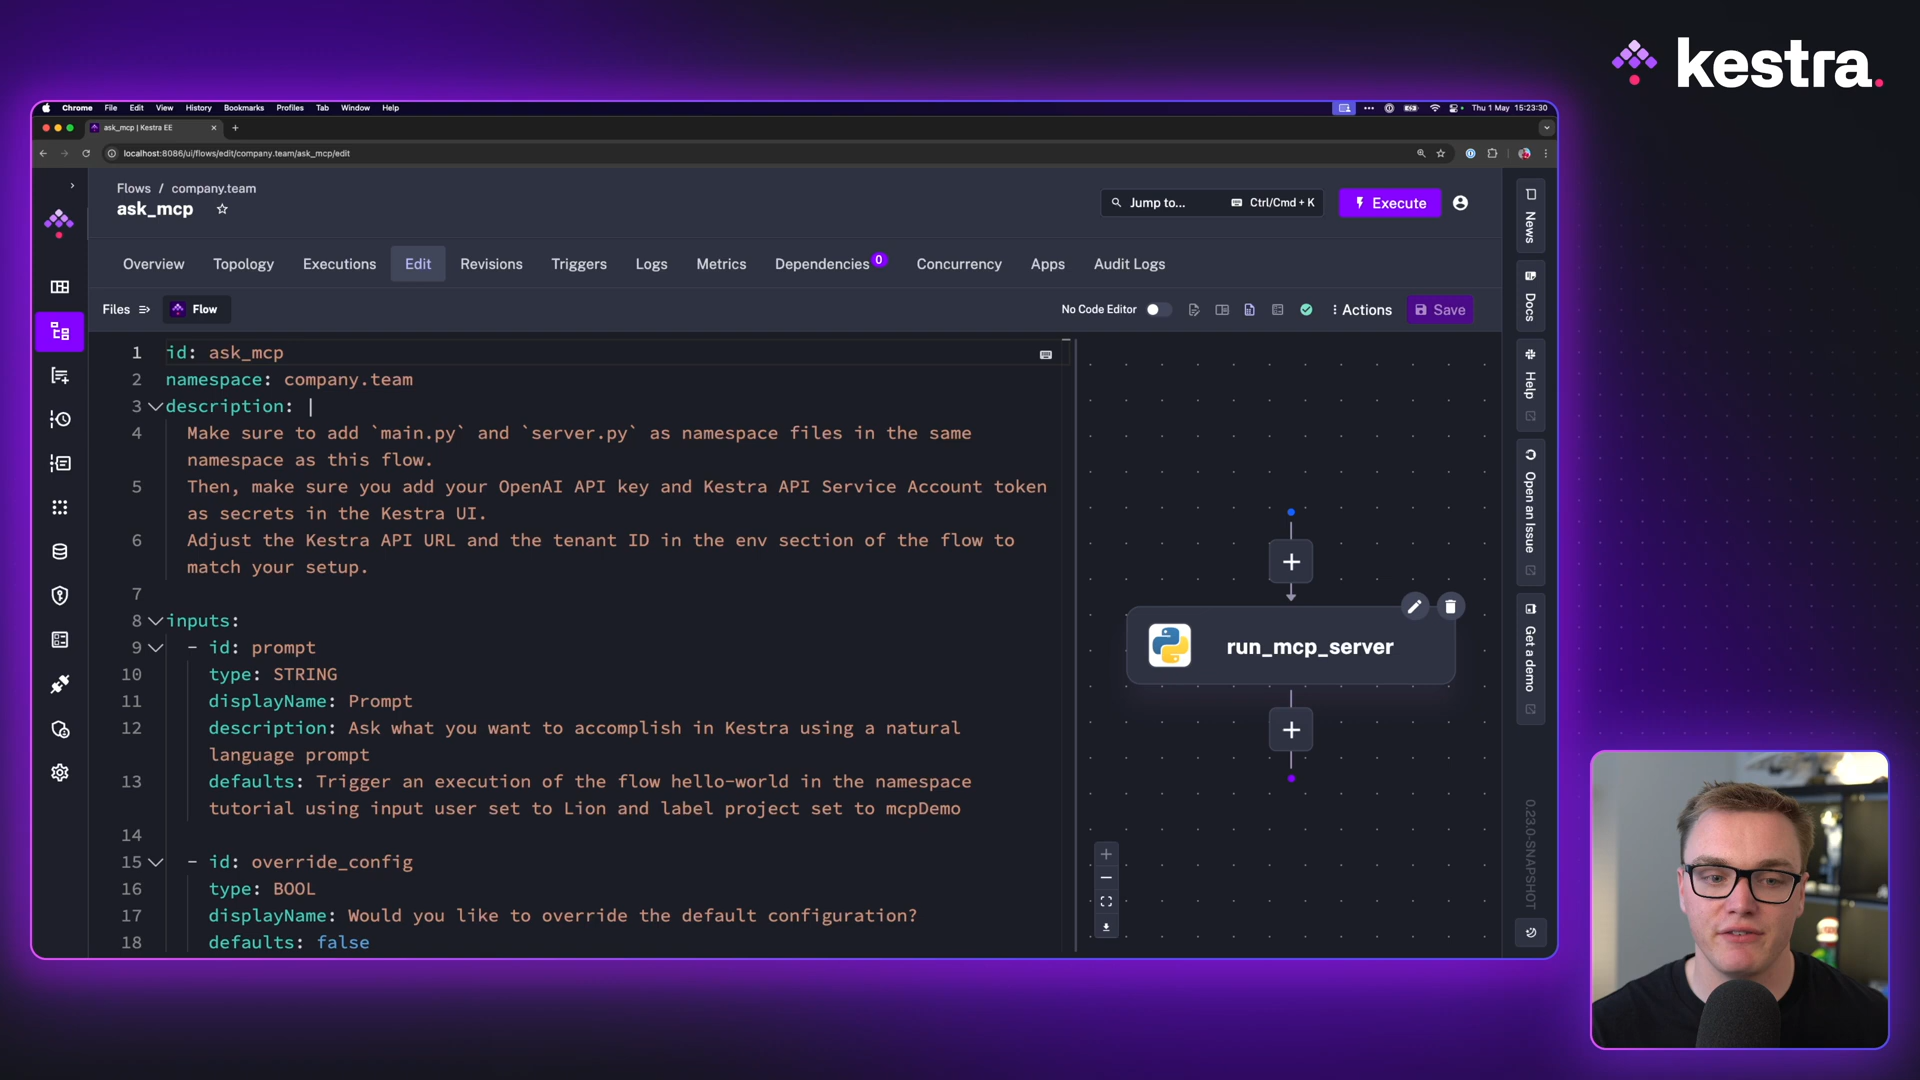 kestra.
Chrome File Edit View History Bookmarks Profiles Tab Window Help
Thu 1 May 15:23:30
ask_mcp | Kestra EE
localhost:8086/ui/flows/edit/company.team/ask_mcp/edit
Flows / company.team
ask_mcp
Jump to... Ctrl/Cmd + K
Execute
Overview Topology Executions Edit Revisions Triggers Logs Metrics Dependencies 0 Concurrency Apps Audit Logs
Files Flow
No Code Editor
Actions
Save
1 id: ask_mcp
2 namespace: company.team
3 description: |
4 Make sure to add `main.py` and `server.py` as namespace files in the same
namespace as this flow.
5 Then, make sure you add your OpenAI API key and Kestra API Service Account token
as secrets in the Kestra UI.
6 Adjust the Kestra API URL and the tenant ID in the env section of the flow to
match your setup.
7
8 inputs:
9 - id: prompt
10 type: STRING
11 displayName: Prompt
12 description: Ask what you want to accomplish in Kestra using a natural
language prompt
13 defaults: Trigger an execution of the flow hello-world in the namespace
tutorial using input user set to Lion and label project set to mcpDemo
14
15 - id: override_config
16 type: BOOL
17 displayName: Would you like to override the default configuration?
18 defaults: false
run_mcp_server
News
Docs
Help
Open an Issue
Get a demo
0.23.0-SNAPSHOT